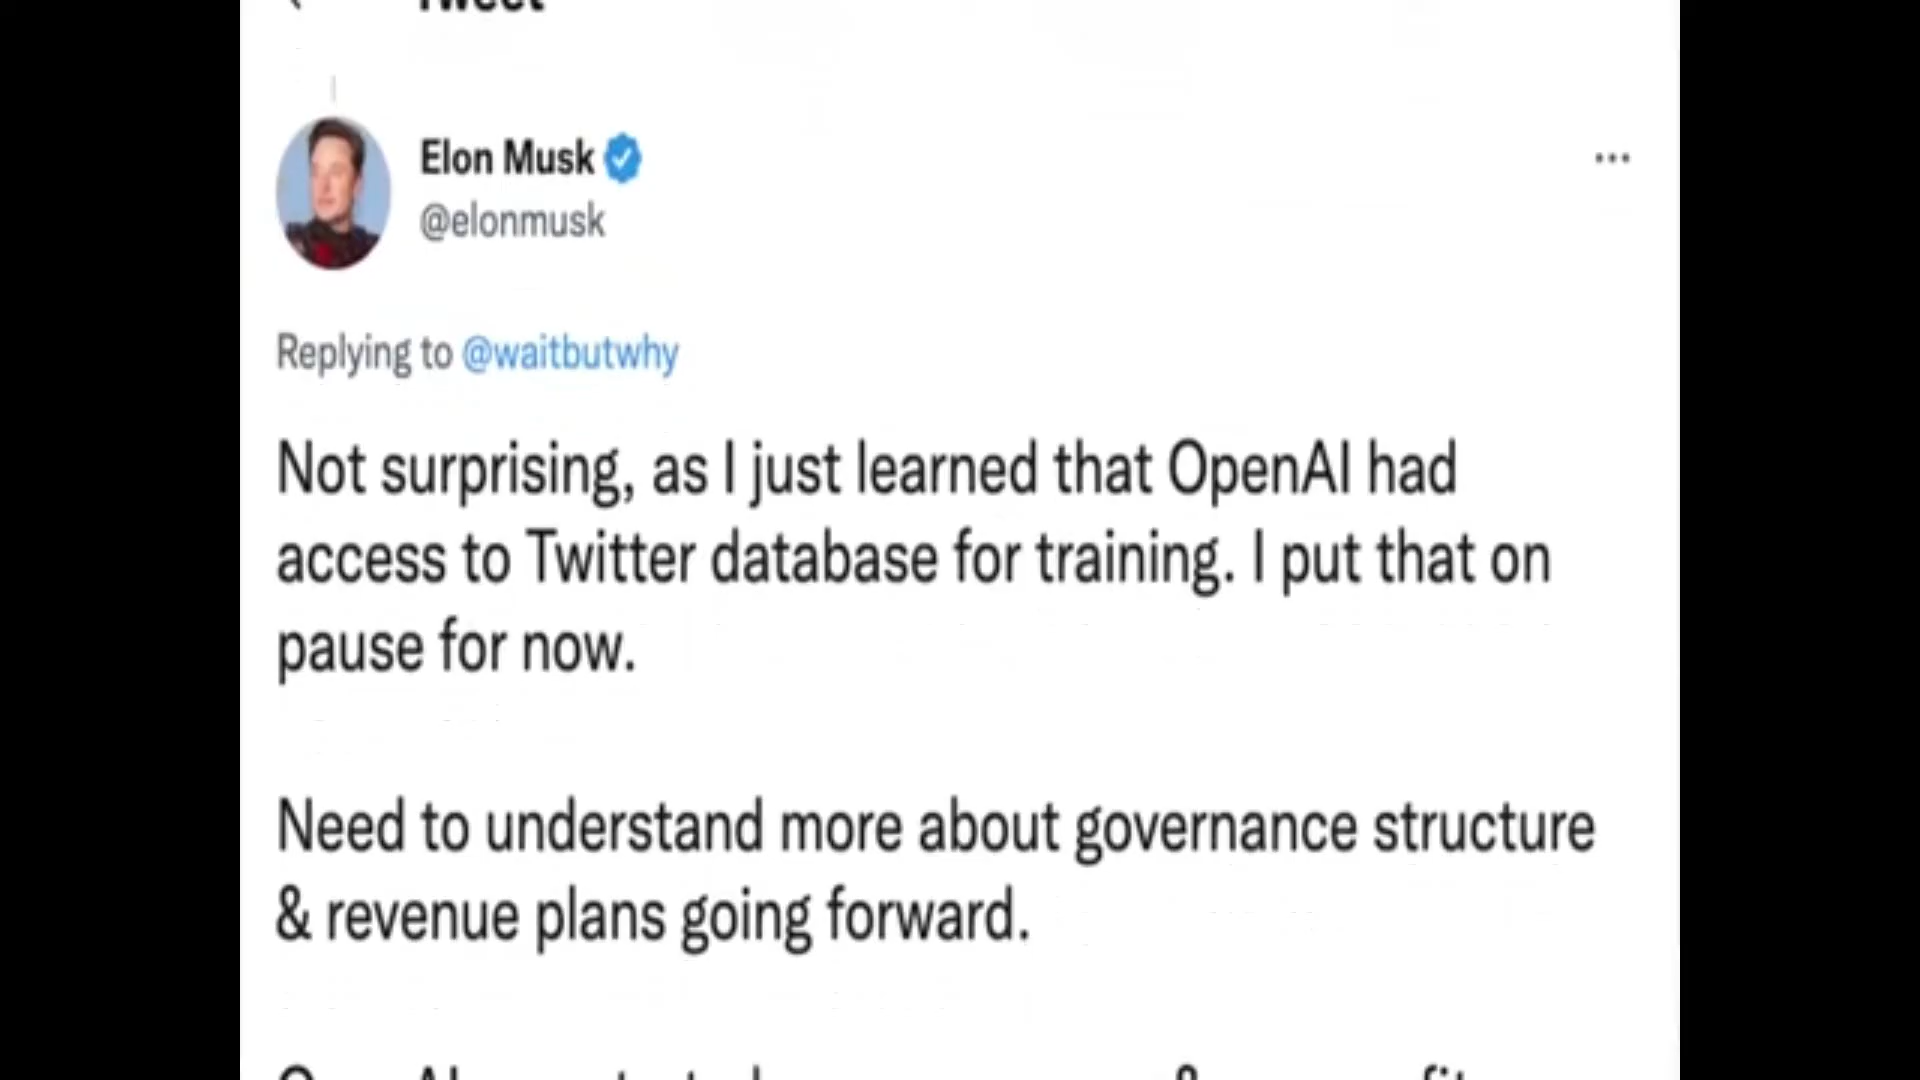 Tweet
Elon Musk
@elonmusk
Replying to @waitbutwhy
Not surprising, as I just learned that OpenAI had
access to Twitter database for training. I put that on
pause for now.
Need to understand more about governance structure
& revenue plans going forward.